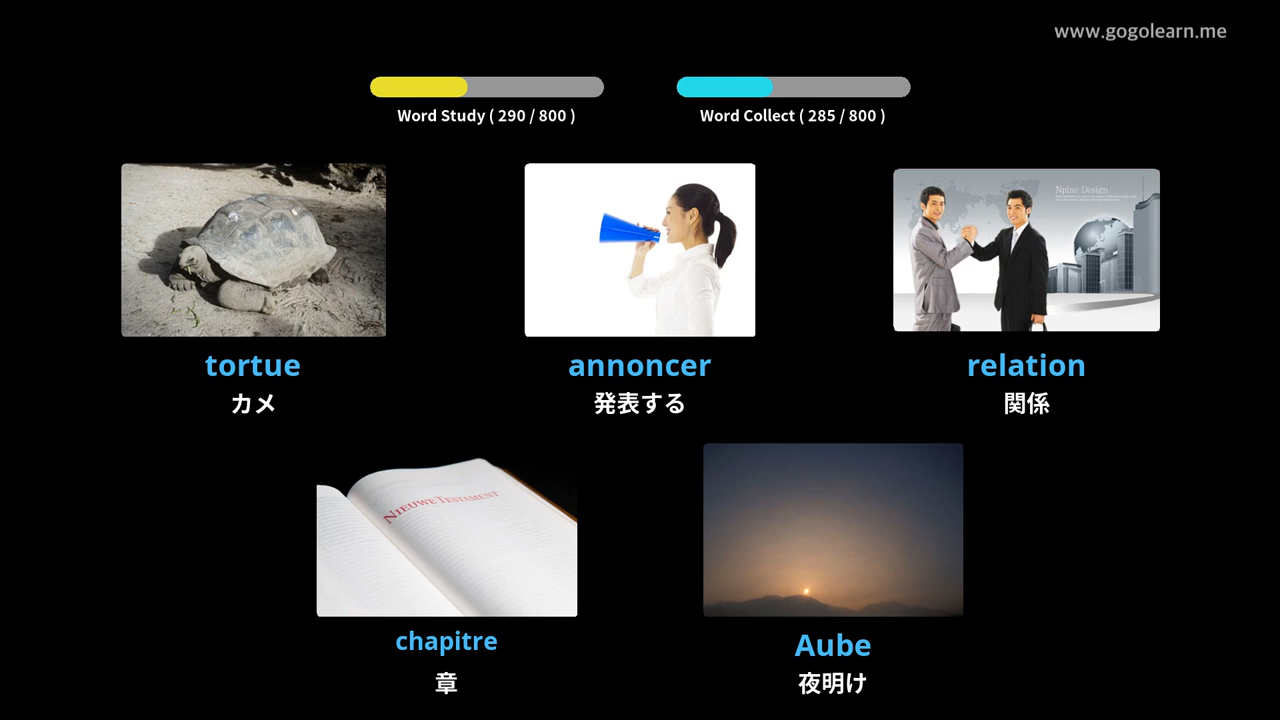 www.gogolearn.me
Word Study ( 290 / 800 )
Word Collect ( 285 / 800 )
Npine Design
tortue
カメ
annoncer
発表する
relation
関係
NIEUWE TESTAMENT
chapitre
章
Aube
夜明け